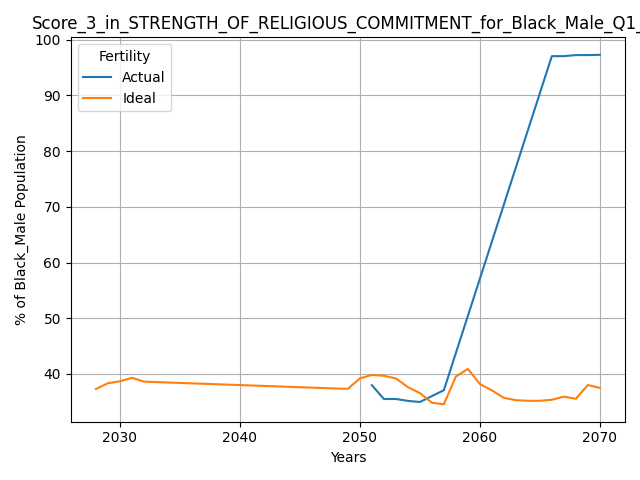 Score_3_in_STRENGTH_OF_RELIGIOUS_COMMITMENT_for_Black_Male_Q1_
Fertility
Actual
Ideal
100
90
80
70
60
50
40
% of Black_Male Population
2030 2040 2050 2060 2070
Years